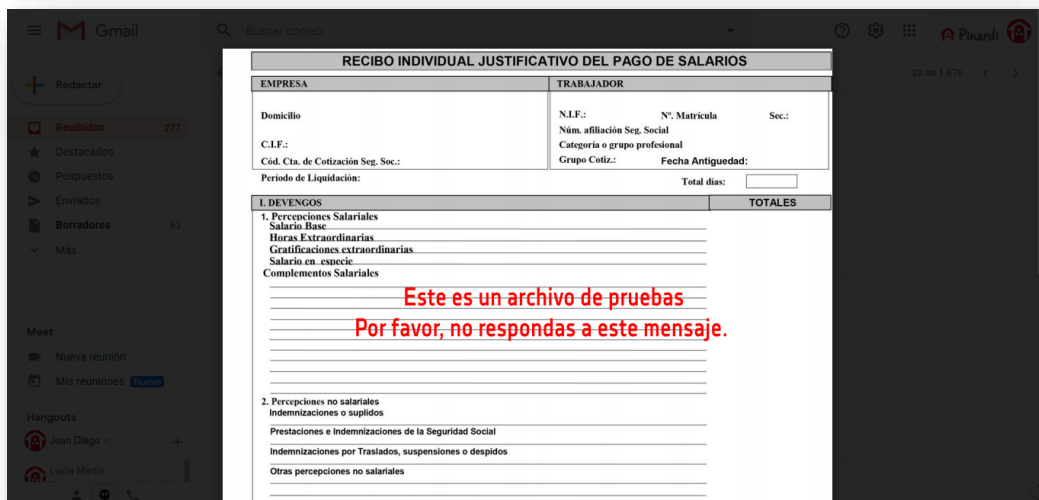 Gmail
Buscar correo
Pinardi
Redactar
20 de 1.876
Recibidos 277
Destacados
Pospuestos
Enviados
Borradores 53
Más
Meet
Nueva reunión
Mis reuniones Nuevo
Hangouts
Juan Diego
Lucía Martín
RECIBO INDIVIDUAL JUSTIFICATIVO DEL PAGO DE SALARIOS
EMPRESA TRABAJADOR
Domicilio
C.I.F.:
Cód. Cta. de Cotización Seg. Soc.:
N.I.F.: Nº. Matrícula Sec.:
Núm. afiliación Seg. Social
Categoría o grupo profesional
Grupo Cotiz.: Fecha Antiguedad:
Período de Liquidación: Total días:
I. DEVENGOS TOTALES
1. Percepciones Salariales
Salario Base
Horas Extraordinarias
Gratificaciones extraordinarias
Salario en especie
Complementos Salariales
Este es un archivo de pruebas
Por favor, no respondas a este mensaje.
2. Percepciones no salariales
Indemnizaciones o suplidos
Prestaciones e Indemnizaciones de la Seguridad Social
Indemnizaciones por Traslados, suspensiones o despidos
Otras percepciones no salariales